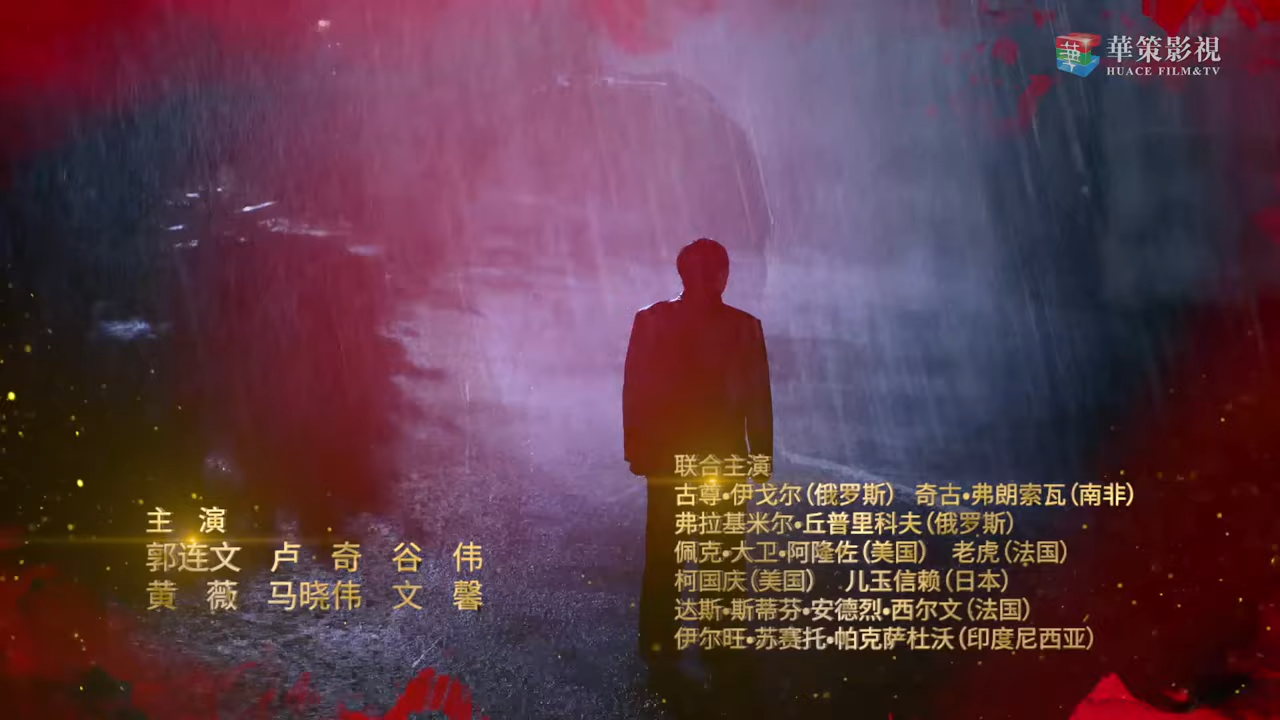 華
華策影視
HUACE FILM&TV
主 演
郭连文 卢 奇 谷 伟
黄 薇 马晓伟 文 馨
联合主演
古尊·伊戈尔(俄罗斯) 奇古·弗朗索瓦(南非)
弗拉基米尔·丘普里科夫(俄罗斯)
佩克·大卫·阿隆佐(美国) 老虎(法国)
柯国庆(美国) 儿玉信赖(日本)
达斯·斯蒂芬·安德烈·西尔文(法国)
伊尔旺·苏赛托·帕克萨杜沃(印度尼西亚)